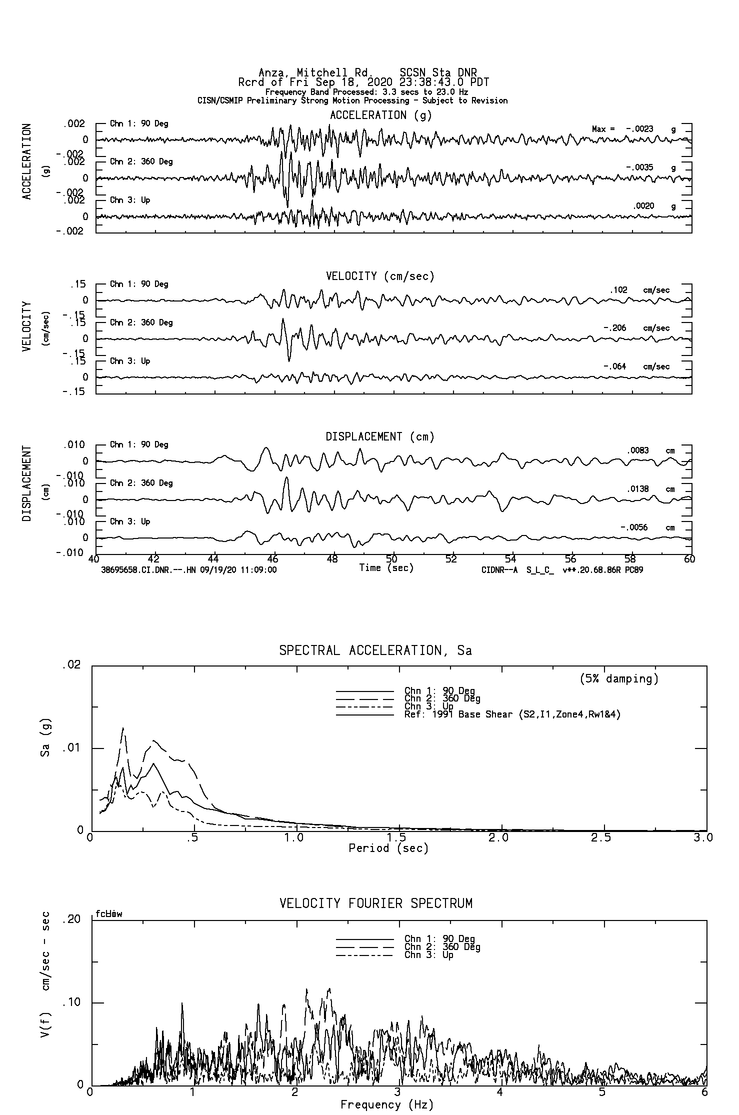 Anza, Mitchell Rd. SCSN Sta DNR
Rcrd of Fri Sep 18, 2020 23:38:43.0 PDT
Frequency Band Processed: 3.3 secs to 23.0 Hz
CISN/CSMIP Preliminary Strong Motion Processing - Subject to Revision
ACCELERATION (g)
ACCELERATION
(g)
.002
0
-.002
Chn 1: 90 Deg
Max = -.0023 g
.002
0
-.002
Chn 2: 360 Deg
-.0035 g
.002
0
-.002
Chn 3: Up
.0020 g
VELOCITY (cm/sec)
VELOCITY
(cm/sec)
.15
0
-.15
Chn 1: 90 Deg
.102 cm/sec
.15
0
-.15
Chn 2: 360 Deg
-.206 cm/sec
.15
0
-.15
Chn 3: Up
-.064 cm/sec
DISPLACEMENT (cm)
DISPLACEMENT
(cm)
.010
0
-.010
Chn 1: 90 Deg
.0083 cm
.010
0
-.010
Chn 2: 360 Deg
.0138 cm
.010
0
-.010
Chn 3: Up
-.0056 cm
40 42 44 46 48 50 52 54 56 58 60
Time (sec)
38695658.CI.DNR.--.HN 09/19/20 11:09:00
CIDNR--A S_L_C_ v**.20.68.86R PC89
SPECTRAL ACCELERATION, Sa
(5% damping)
Chn 1: 90 Deg
Chn 2: 360 Deg
Chn 3: Up
Ref: 1991 Base Shear (S2,I1,Zone4,Rw1&4)
Sa (g)
.02
.01
0
0 .5 1.0 1.5 2.0 2.5 3.0
Period (sec)
VELOCITY FOURIER SPECTRUM
Chn 1: 90 Deg
Chn 2: 360 Deg
Chn 3: Up
V(f) cm/sec - sec
.20
.10
0
0 1 2 3 4 5 6
Frequency (Hz)